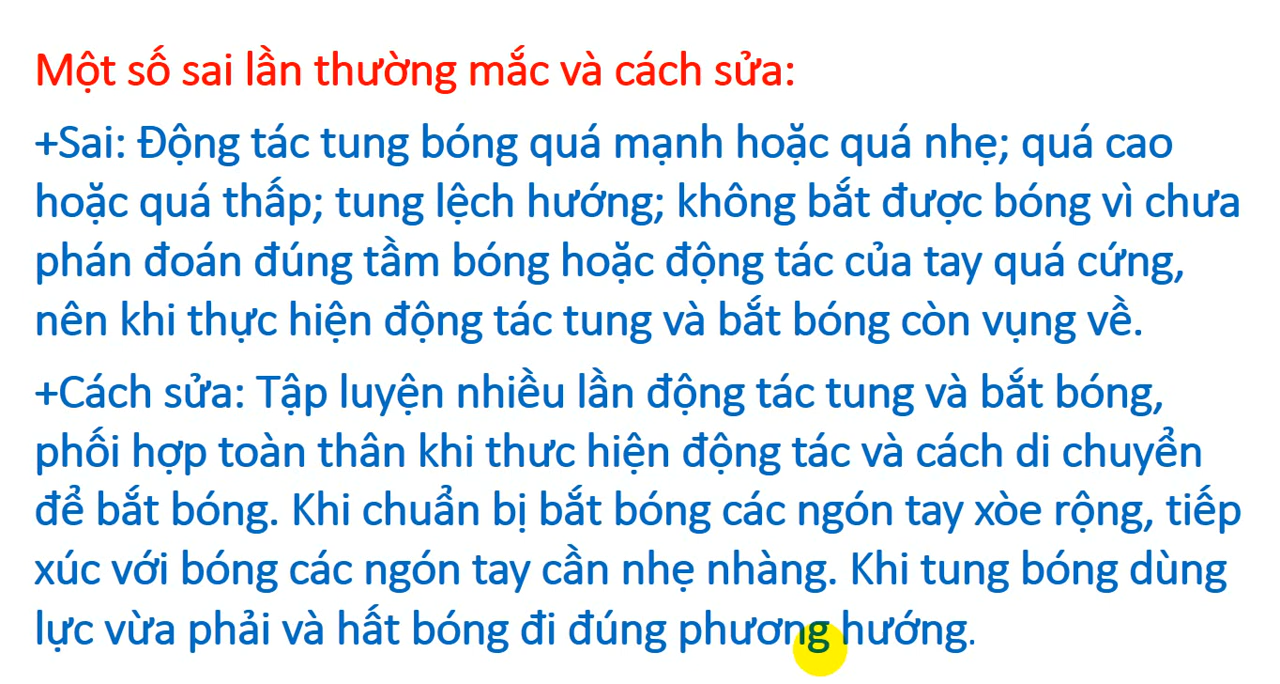 Một số sai lần thường mắc và cách sửa:
+Sai: Động tác tung bóng quá mạnh hoặc quá nhẹ; quá cao
hoặc quá thấp; tung lệch hướng; không bắt được bóng vì chưa
phán đoán đúng tầm bóng hoặc động tác của tay quá cứng,
nên khi thực hiện động tác tung và bắt bóng còn vụng về.
+Cách sửa: Tập luyện nhiều lần động tác tung và bắt bóng,
phối hợp toàn thân khi thưc hiện động tác và cách di chuyển
để bắt bóng. Khi chuẩn bị bắt bóng các ngón tay xòe rộng, tiếp
xúc với bóng các ngón tay cần nhẹ nhàng. Khi tung bóng dùng
lực vừa phải và hất bóng đi đúng phương hướng.